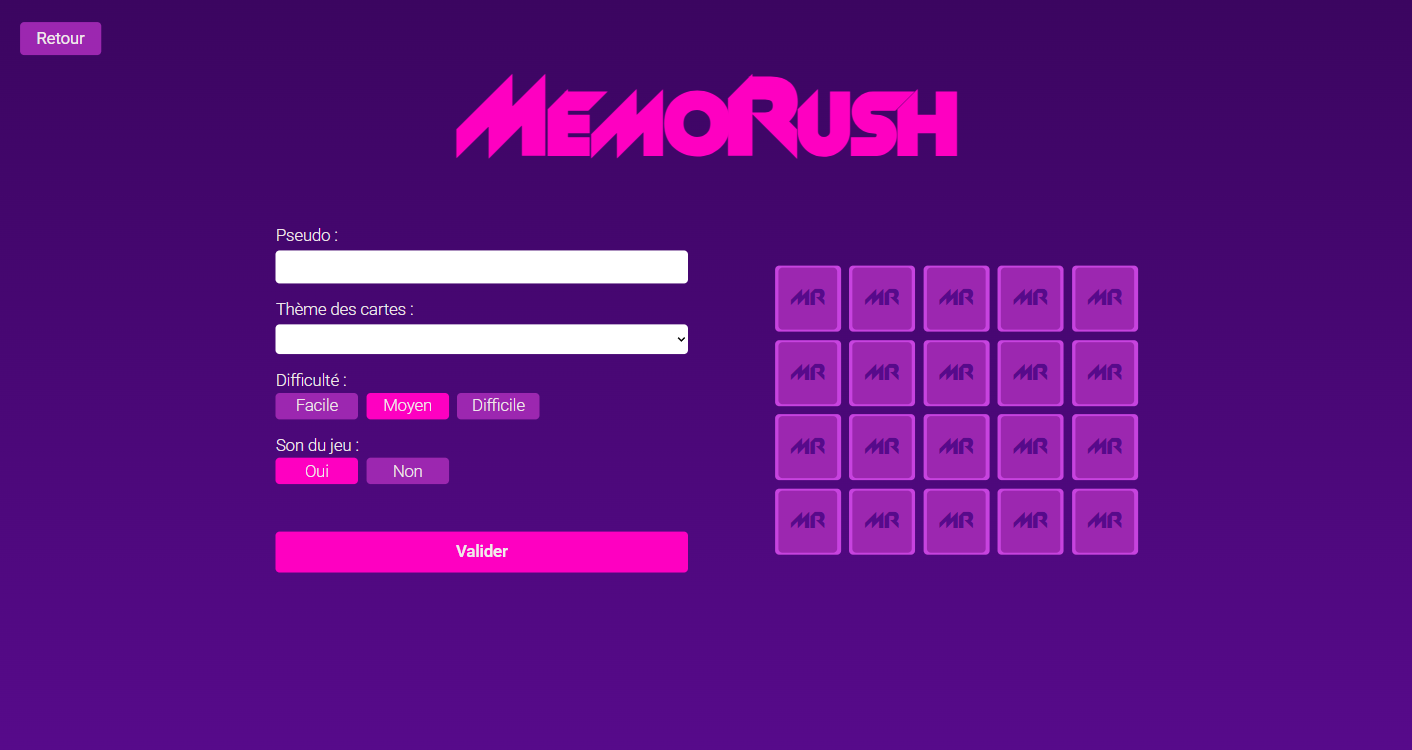 Retour
MEMORUSH
Pseudo :
Thème des cartes :
Difficulté :
Facile Moyen Difficile
Son du jeu :
Oui Non
Valider
MR MR MR MR MR
MR MR MR MR MR
MR MR MR MR MR
MR MR MR MR MR